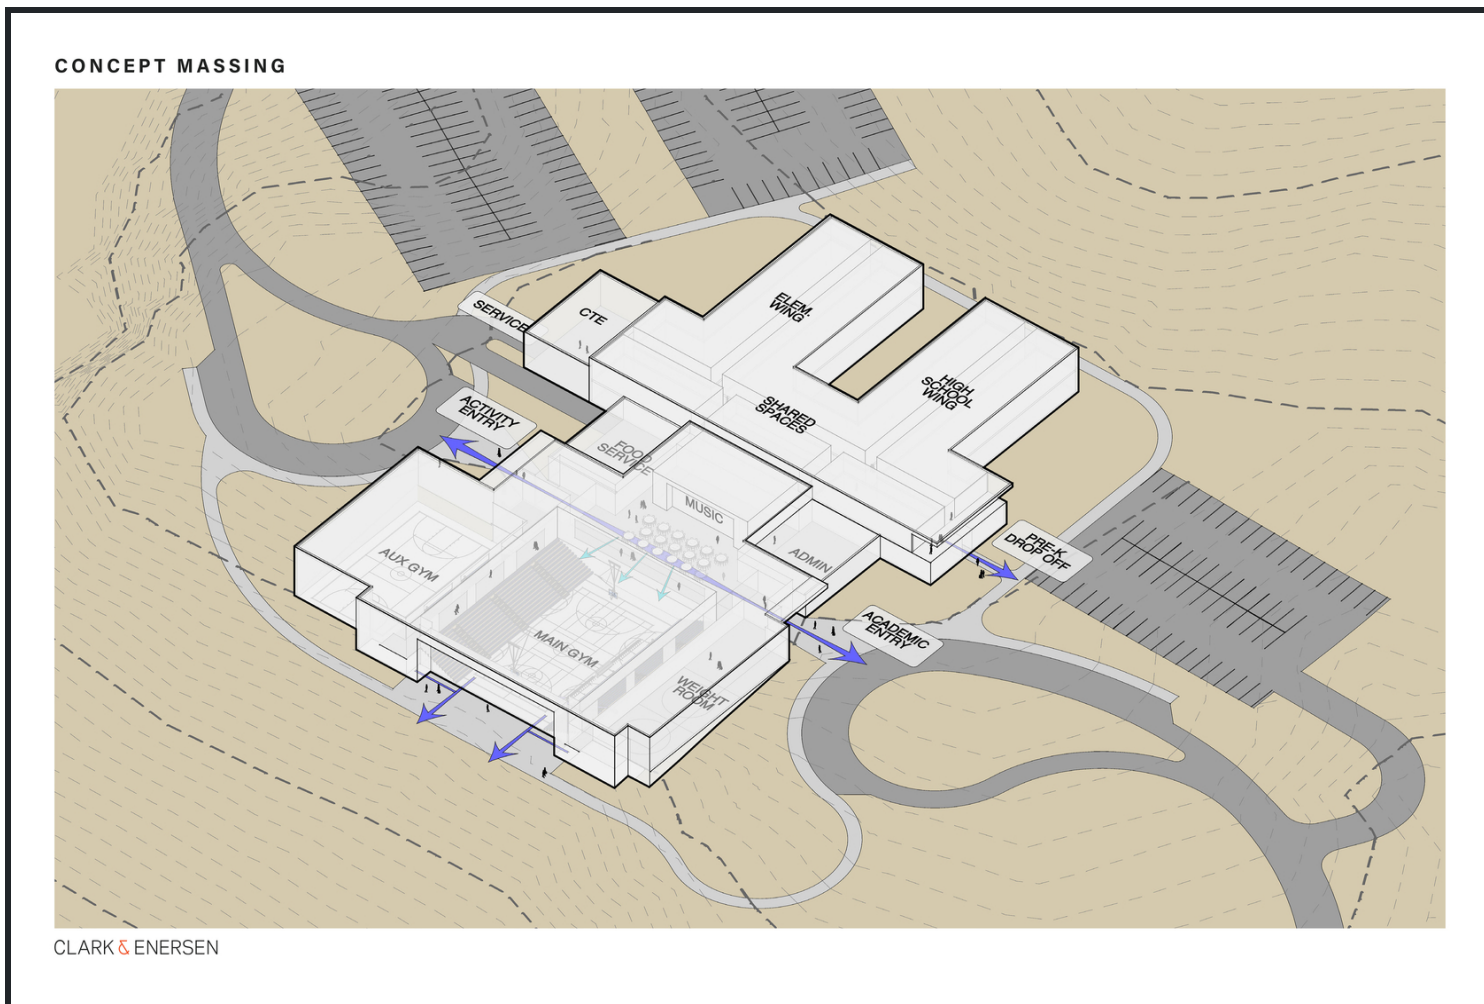 CONCEPT MASSING
ELEM.
WING
SERVICE
CTE
HIGH
SCHOOL
WING
SHARED
SPACES
ACTIVITY
ENTRY
FOOD
SERVICE
MUSIC
AUX GYM
ADMIN
PRE-K
DROP OFF
MAIN GYM
ACADEMIC
ENTRY
WEIGHT
ROOM
CLARK & ENERSEN